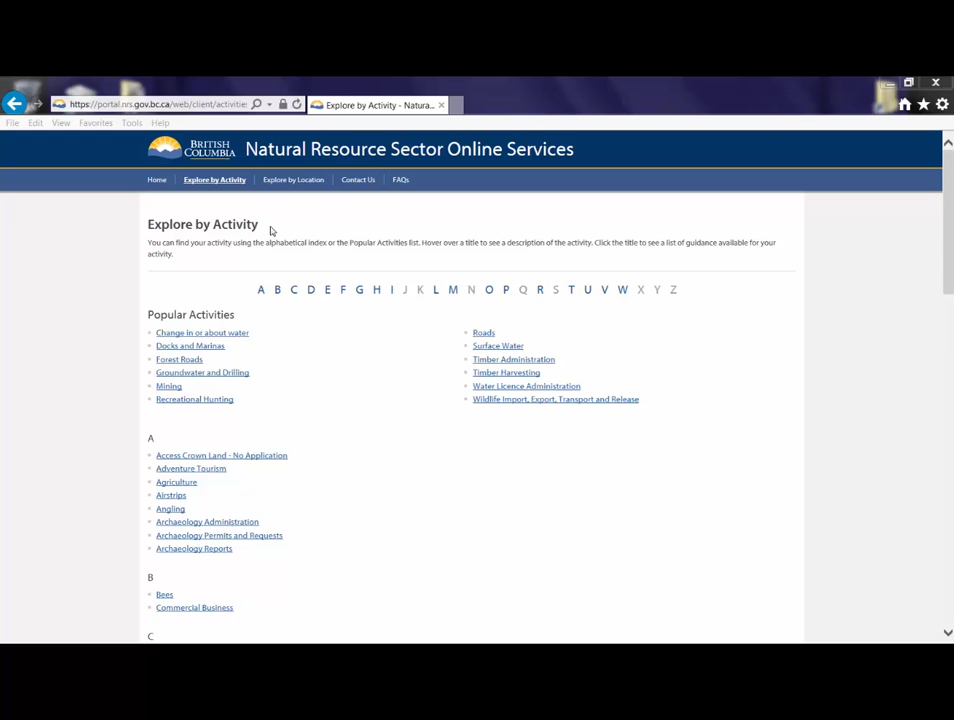 https://portal.nrs.gov.bc.ca/web/client/activities
Explore by Activity - Natura...
File Edit View Favorites Tools Help
BRITISH COLUMBIA
Natural Resource Sector Online Services
Home Explore by Activity Explore by Location Contact Us FAQs
Explore by Activity
You can find your activity using the alphabetical index or the Popular Activities list. Hover over a title to see a description of the activity. Click the title to see a list of guidance available for your
activity.
A B C D E F G H I J K L M N O P Q R S T U V W X Y Z
Popular Activities
Change in or about water
Docks and Marinas
Forest Roads
Groundwater and Drilling
Mining
Recreational Hunting
Roads
Surface Water
Timber Administration
Timber Harvesting
Water Licence Administration
Wildlife Import, Export, Transport and Release
A
Access Crown Land - No Application
Adventure Tourism
Agriculture
Airstrips
Angling
Archaeology Administration
Archaeology Permits and Requests
Archaeology Reports
B
Bees
Commercial Business
C